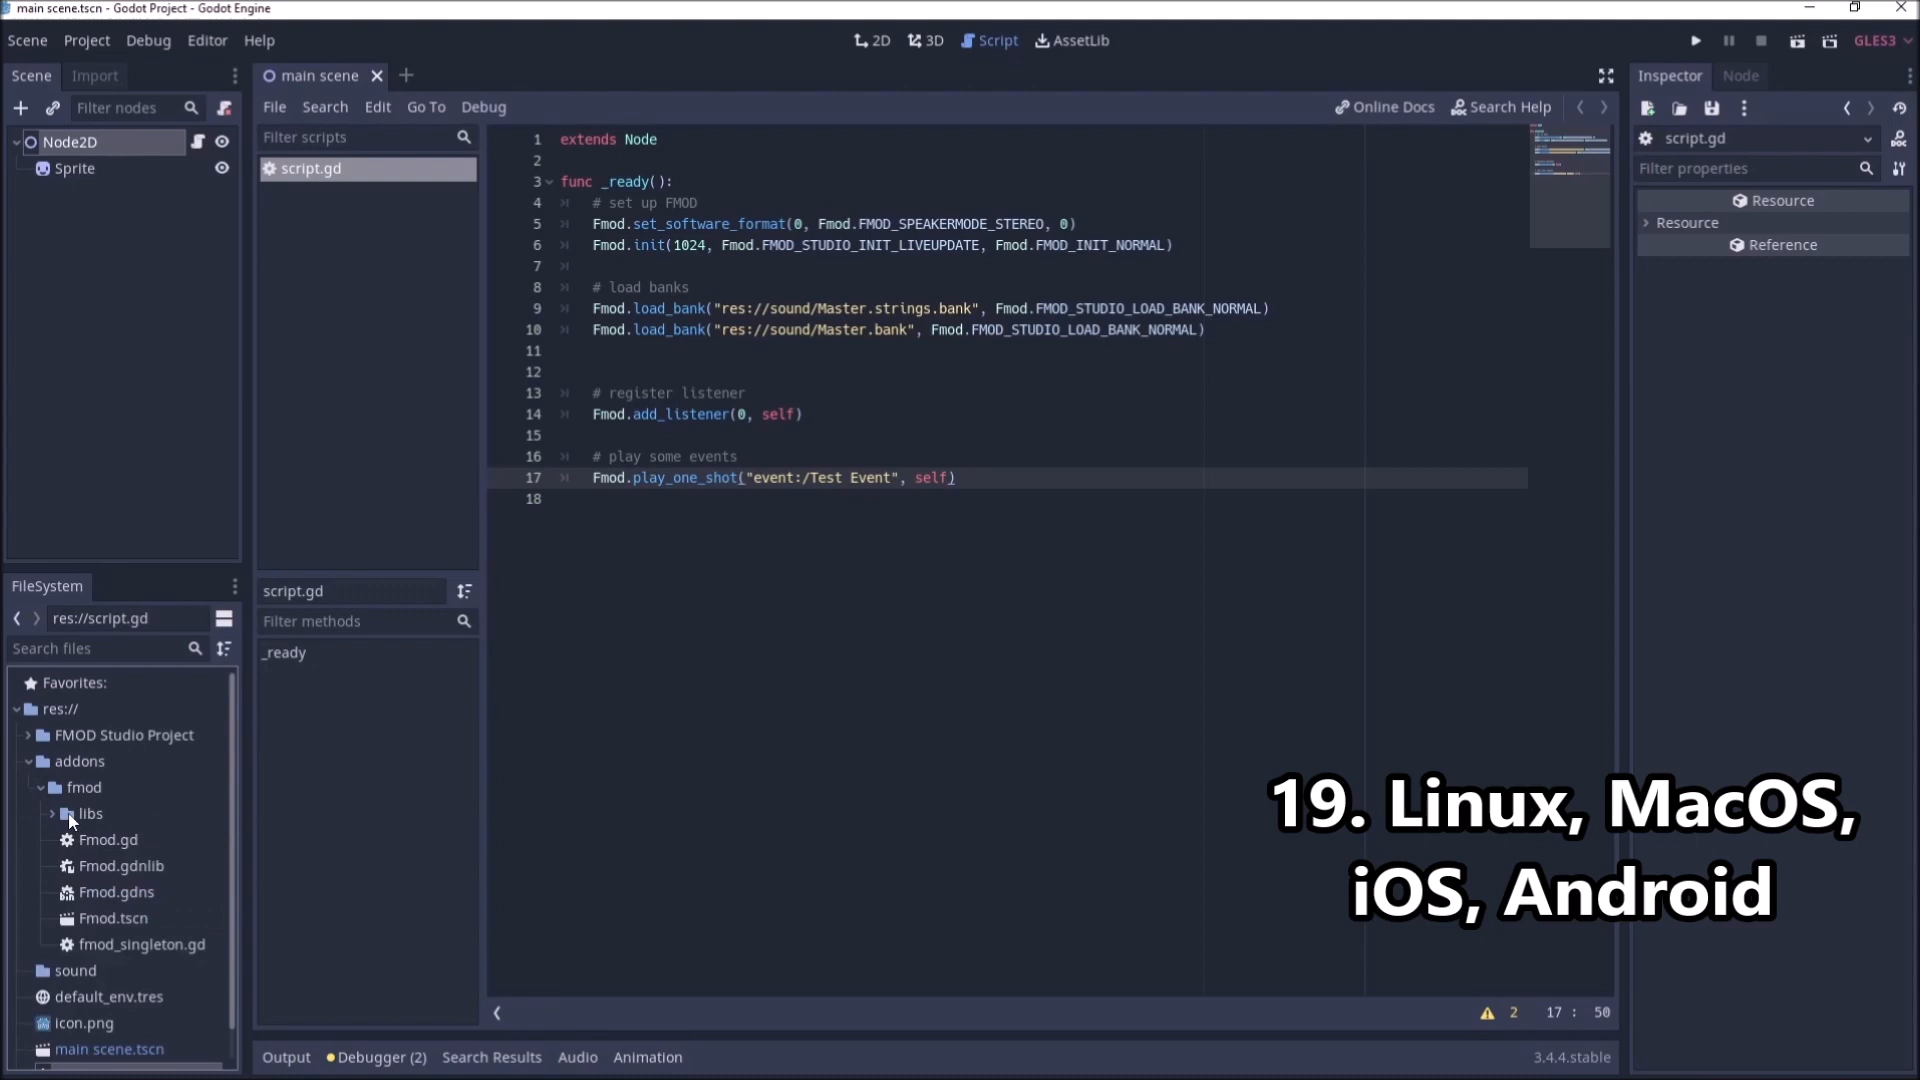 main scene.tscn - Godot Project - Godot Engine
Scene Project Debug Editor Help
2D 3D Script AssetLib
GLES3
Scene Import
main scene
Inspector Node
Filter nodes
File Search Edit Go To Debug
Online Docs Search Help
Node2D
Sprite
Filter scripts
script.gd
1 extends Node
2
3 func _ready():
4 # set up FMOD
5 Fmod.set_software_format(0, Fmod.FMOD_SPEAKERMODE_STEREO, 0)
6 Fmod.init(1024, Fmod.FMOD_STUDIO_INIT_LIVEUPDATE, Fmod.FMOD_INIT_NORMAL)
7
8 # load banks
9 Fmod.load_bank("res://sound/Master.strings.bank", Fmod.FMOD_STUDIO_LOAD_BANK_NORMAL)
10 Fmod.load_bank("res://sound/Master.bank", Fmod.FMOD_STUDIO_LOAD_BANK_NORMAL)
11
12
13 # register listener
14 Fmod.add_listener(0, self)
15
16 # play some events
17 Fmod.play_one_shot("event:/Test Event", self)
18
script.gd
Filter properties
Resource
Resource
Reference
script.gd
Filter methods
_ready
FileSystem
res://script.gd
Search files
Favorites:
res://
FMOD Studio Project
addons
fmod
libs
Fmod.gd
Fmod.gdnlib
Fmod.gdns
Fmod.tscn
fmod_singleton.gd
sound
default_env.tres
icon.png
main scene.tscn
19. Linux, MacOS,
iOS, Android
2 17 : 50
Output Debugger (2) Search Results Audio Animation
3.4.4.stable